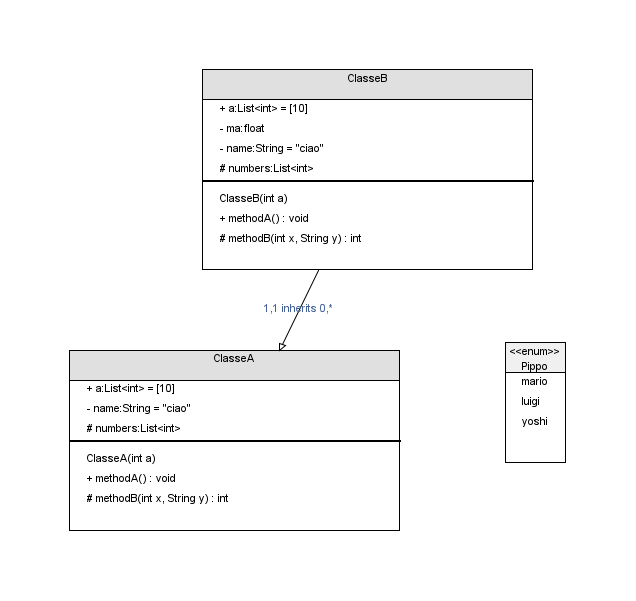 ClasseB
+ a:List<int> = [10]
- ma:float
- name:String = "ciao"
# numbers:List<int>
ClasseB(int a)
+ methodA() : void
# methodB(int x, String y) : int
1,1 inherits 0,*
ClasseA
+ a:List<int> = [10]
- name:String = "ciao"
# numbers:List<int>
ClasseA(int a)
+ methodA() : void
# methodB(int x, String y) : int
<<enum>>
Pippo
mario
luigi
yoshi